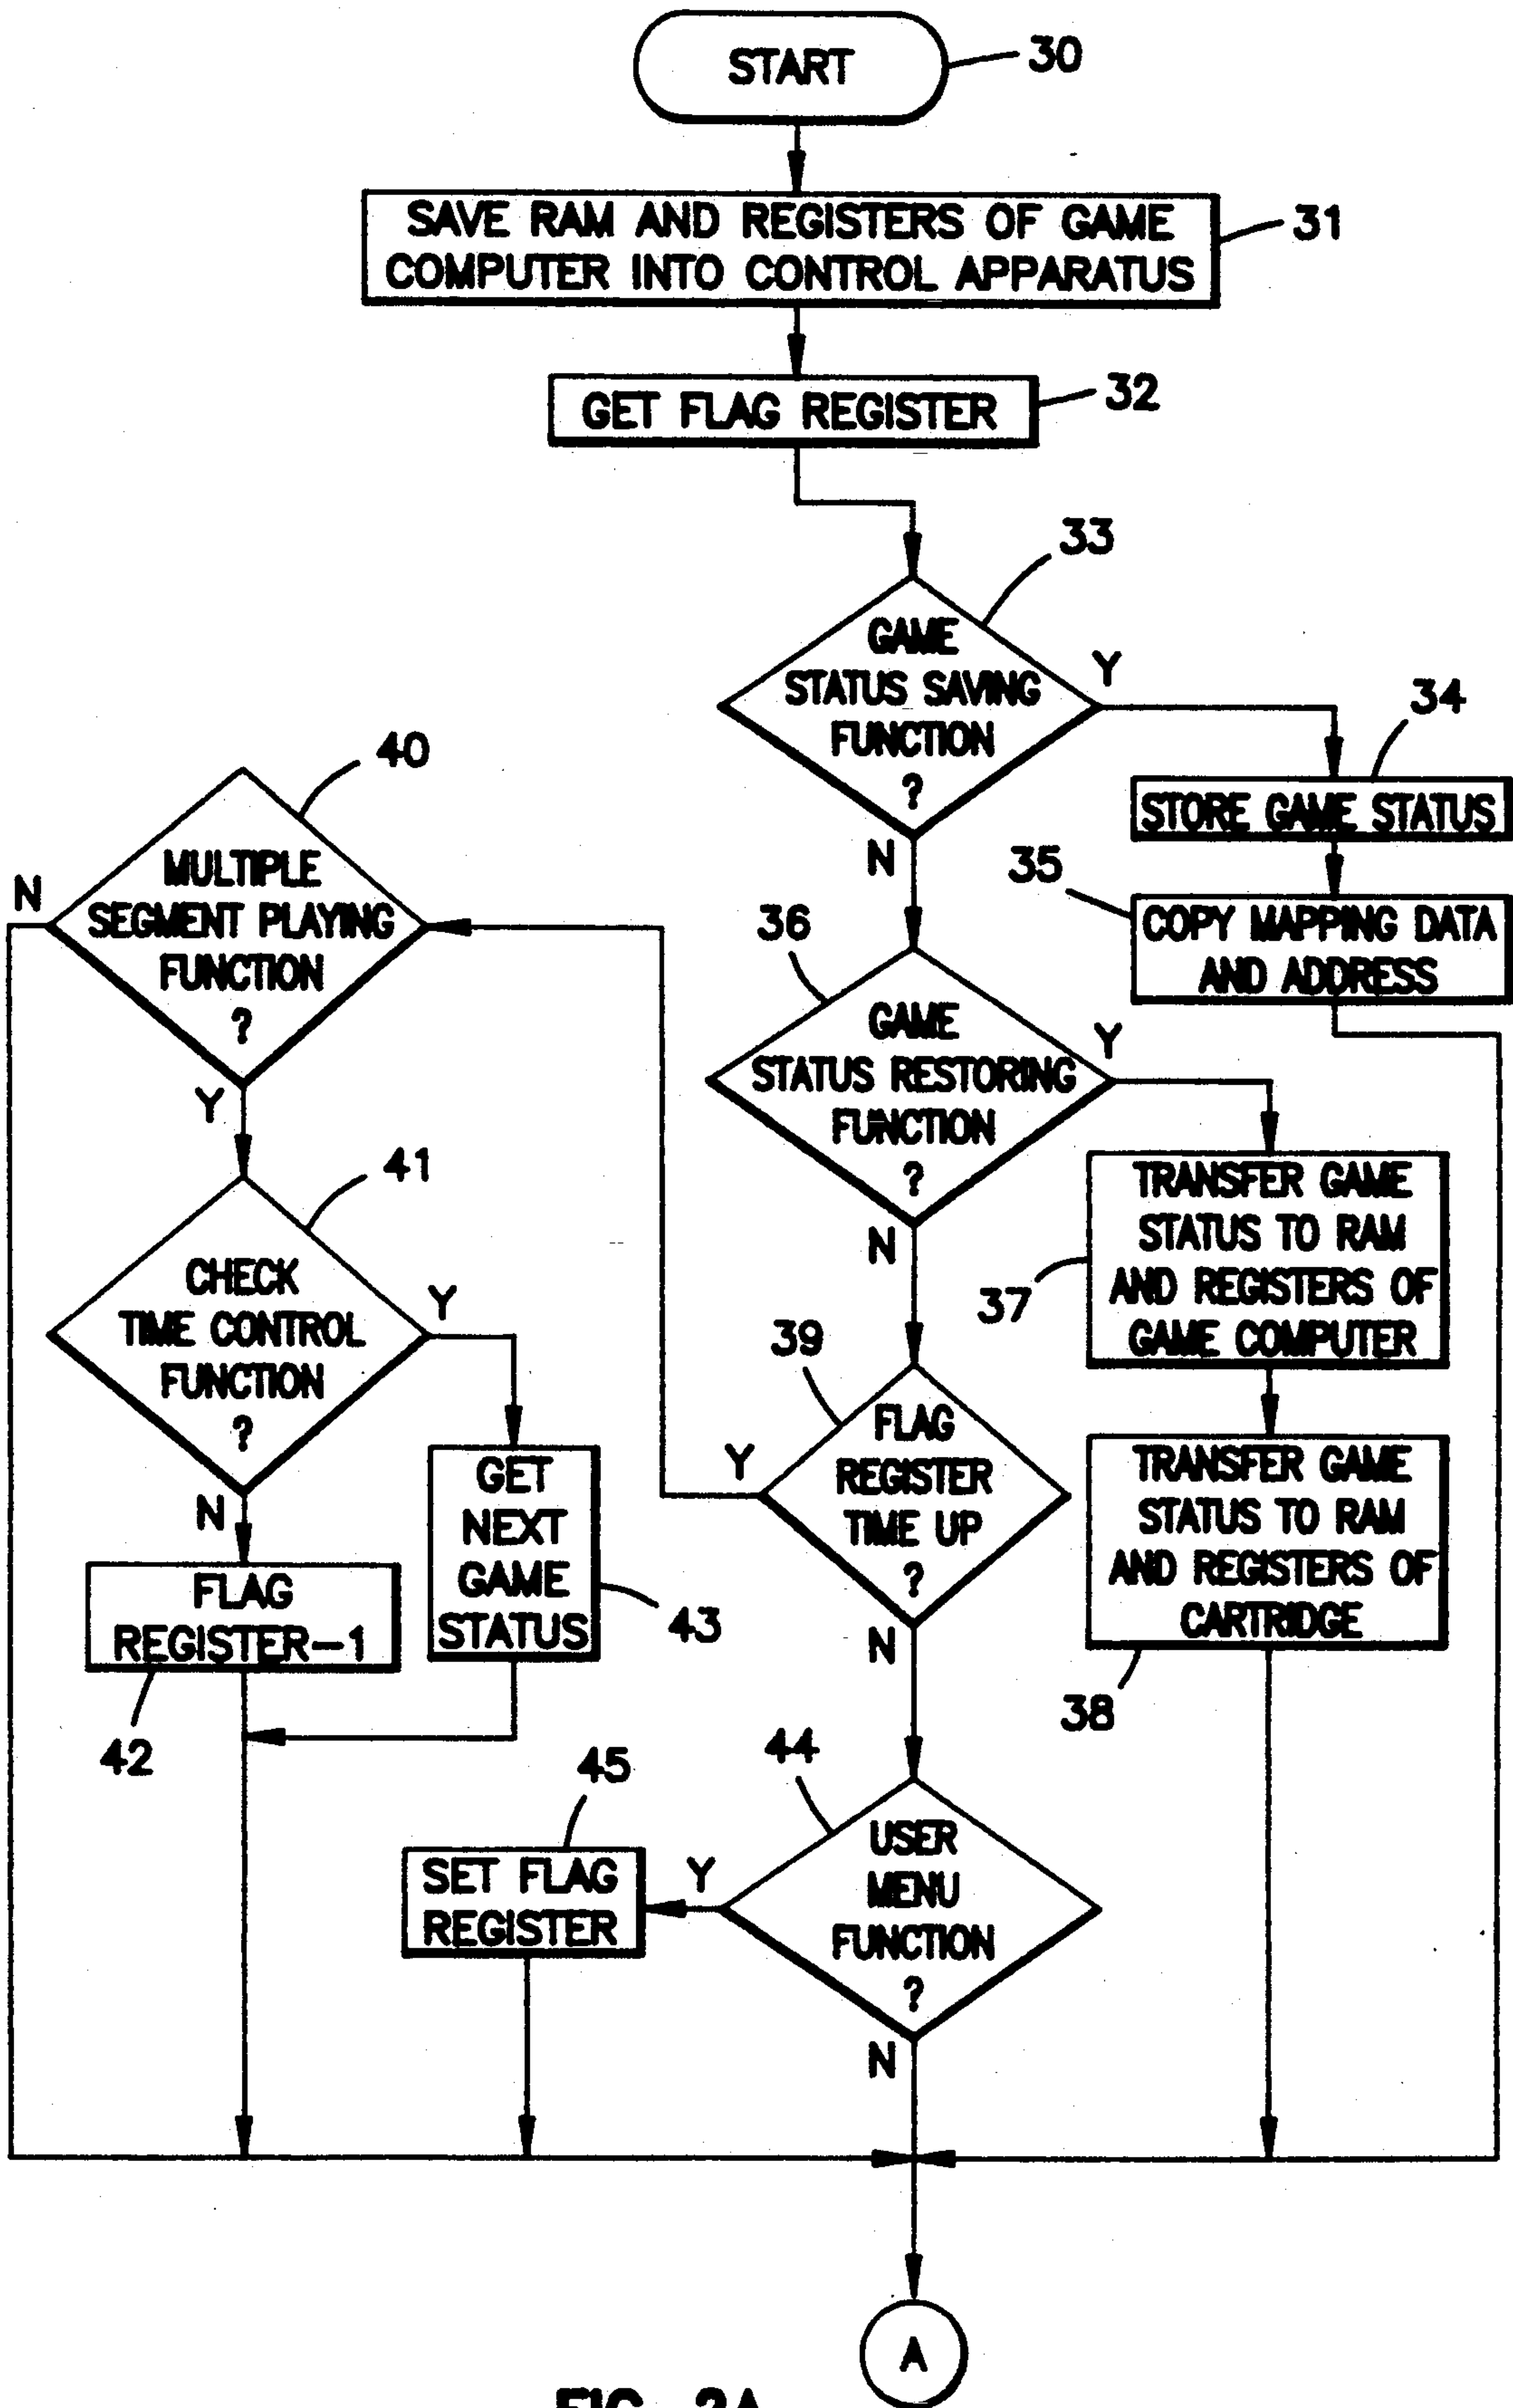 START
30
SAVE RAM AND REGISTERS OF GAME
COMPUTER INTO CONTROL APPARATUS
31
GET FLAG REGISTER
32
33
GAME
STATUS SAVING
FUNCTION
?
Y
N
34
STORE GAME STATUS
35
COPY MAPPING DATA
AND ADDRESS
36
GAME
STATUS RESTORING
FUNCTION
?
Y
N
37
TRANSFER GAME
STATUS TO RAM
AND REGISTERS OF
GAME COMPUTER
TRANSFER GAME
STATUS TO RAM
AND REGISTERS OF
CARTRIDGE
38
39
FLAG
REGISTER
TIME UP
?
Y
N
40
MULTIPLE
SEGMENT PLAYING
FUNCTION
?
N
Y
41
CHECK
TIME CONTROL
FUNCTION
?
Y
N
FLAG
REGISTER-1
42
GET
NEXT
GAME
STATUS
43
44
USER
MENU
FUNCTION
?
Y
N
45
SET FLAG
REGISTER
A
FIG. 2A